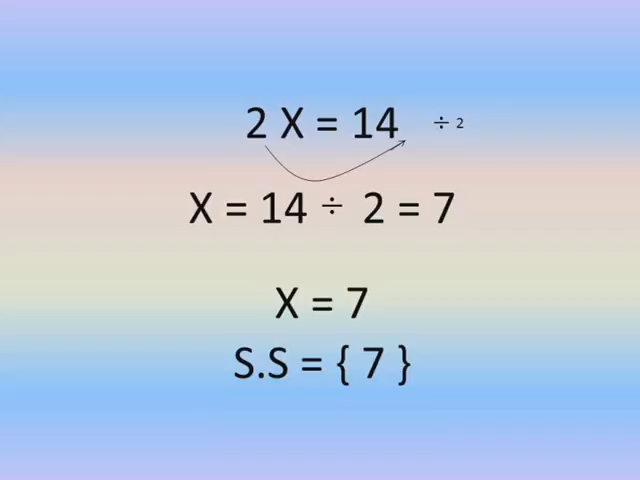 2 X = 14 ÷ 2
X = 14 ÷ 2 = 7
X = 7
S.S = { 7 }